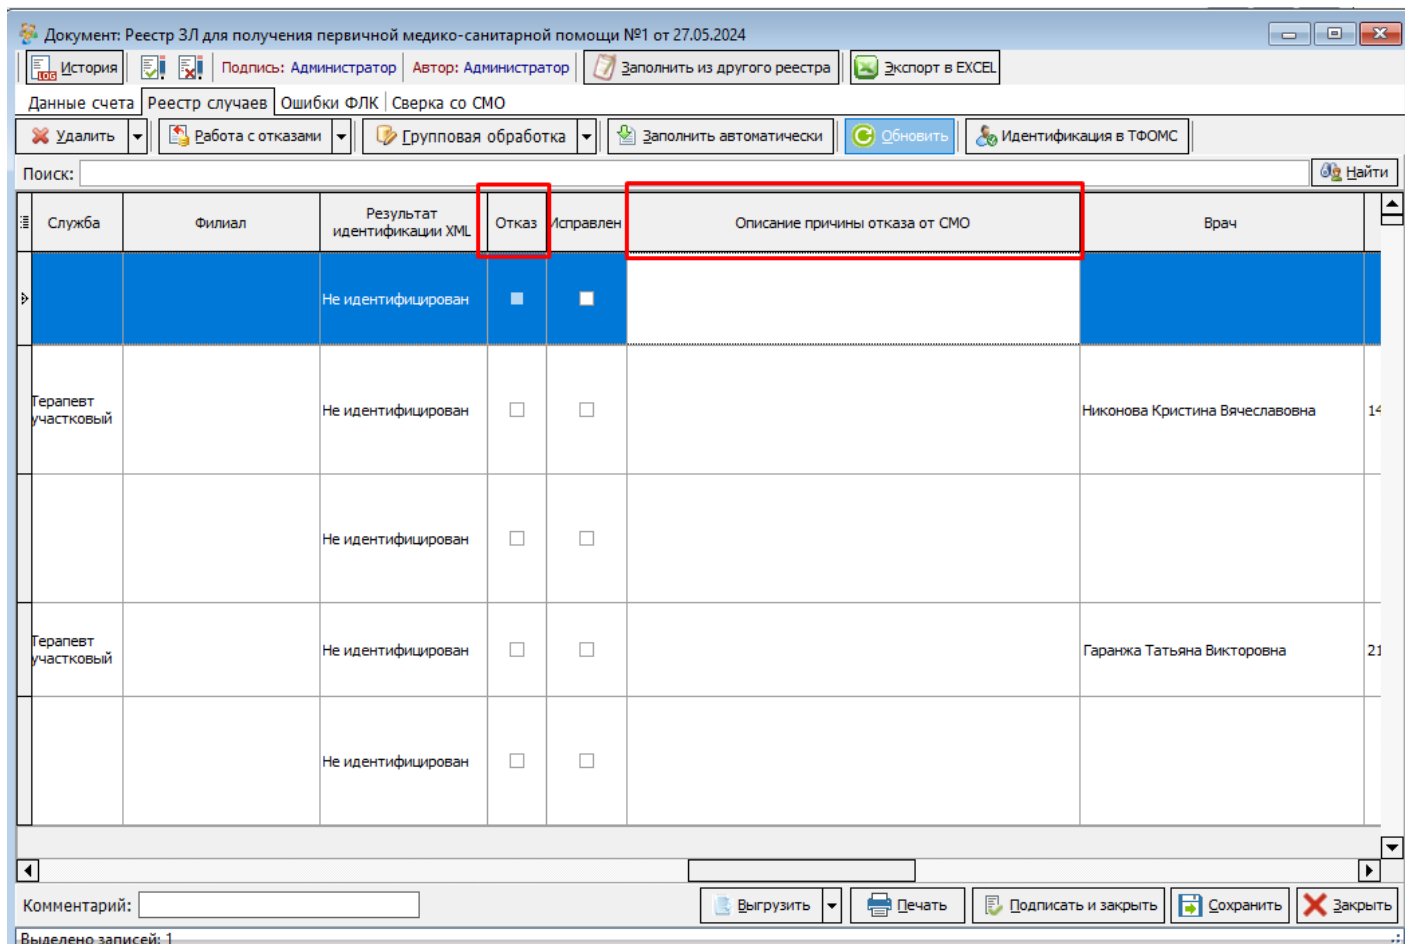 Документ: Реестр ЗЛ для получения первичной медико-санитарной помощи №1 от 27.05.2024
LOG История Подпись: Администратор Автор: Администратор Заполнить из другого реестра Экспорт в EXCEL
Данные счета Реестр случаев Ошибки ФЛК Сверка со СМО
Удалить Работа с отказами Групповая обработка Заполнить автоматически Обновить Идентификация в ТФОМС
Поиск: Найти
Служба Филиал Результат идентификации XML Отказ Исправлен Описание причины отказа от СМО Врач
Не идентифицирован
Терапевт участковый Не идентифицирован Никонова Кристина Вячеславовна 14
Не идентифицирован
Терапевт участковый Не идентифицирован Гаранжа Татьяна Викторовна 21
Не идентифицирован
Комментарий: Выгрузить Печать Подписать и закрыть Сохранить Закрыть
Выделено записей: 1